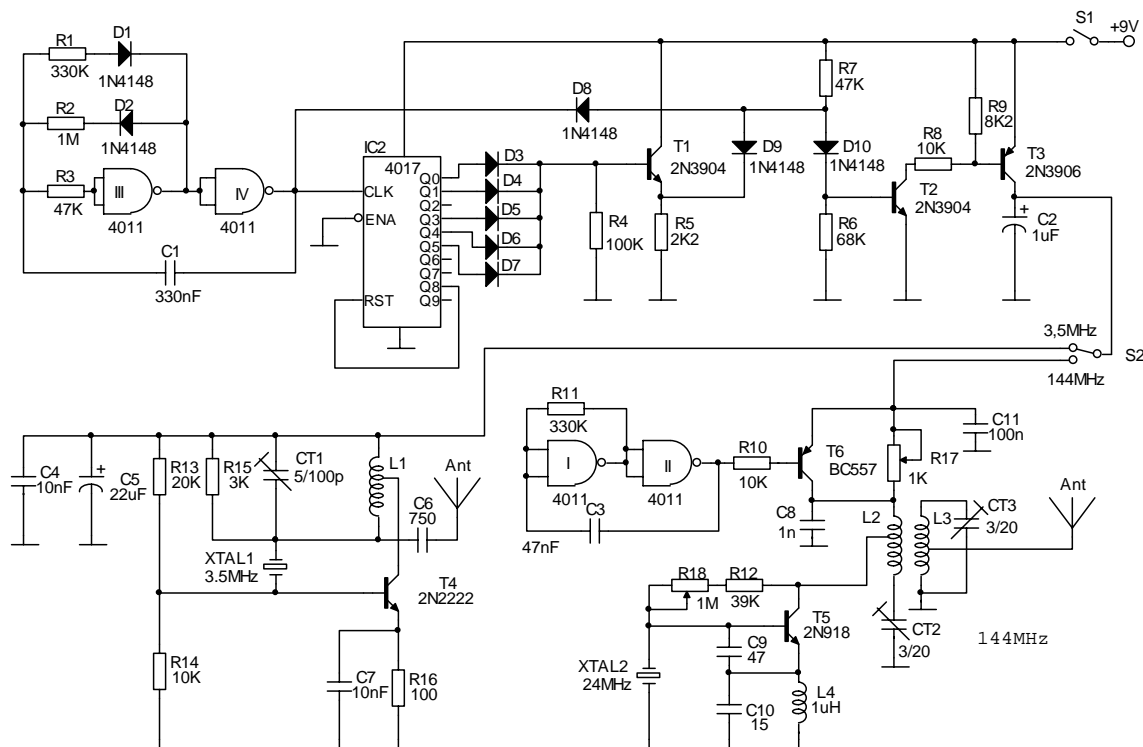 S1
+9V
R1
330K
D1
1N4148
R2
1M
D2
1N4148
R3
47K
III
4011
IV
4011
C1
330nF
IC2
4017
CLK
ENA
RST
Q0
Q1
Q2
Q3
Q4
Q5
Q6
Q7
Q8
Q9
D3
D4
D5
D6
D7
D8
1N4148
R4
100K
T1
2N3904
R5
2K2
D9
1N4148
R7
47K
D10
1N4148
R6
68K
R8
10K
T2
2N3904
R9
8K2
T3
2N3906
+
C2
1uF
3,5MHz
S2
144MHz
C4
10nF
+
C5
22uF
R13
20K
R15
3K
CT1
5/100p
L1
Ant
C6
750
XTAL1
3.5MHz
T4
2N2222
R14
10K
C7
10nF
R16
100
R11
330K
I
4011
II
4011
C3
47nF
R10
10K
T6
BC557
C8
1n
R17
1K
C11
100n
L2
L3
CT3
3/20
Ant
R18
1M
R12
39K
T5
2N918
CT2
3/20
144MHz
XTAL2
24MHz
C9
47
C10
15
L4
1uH